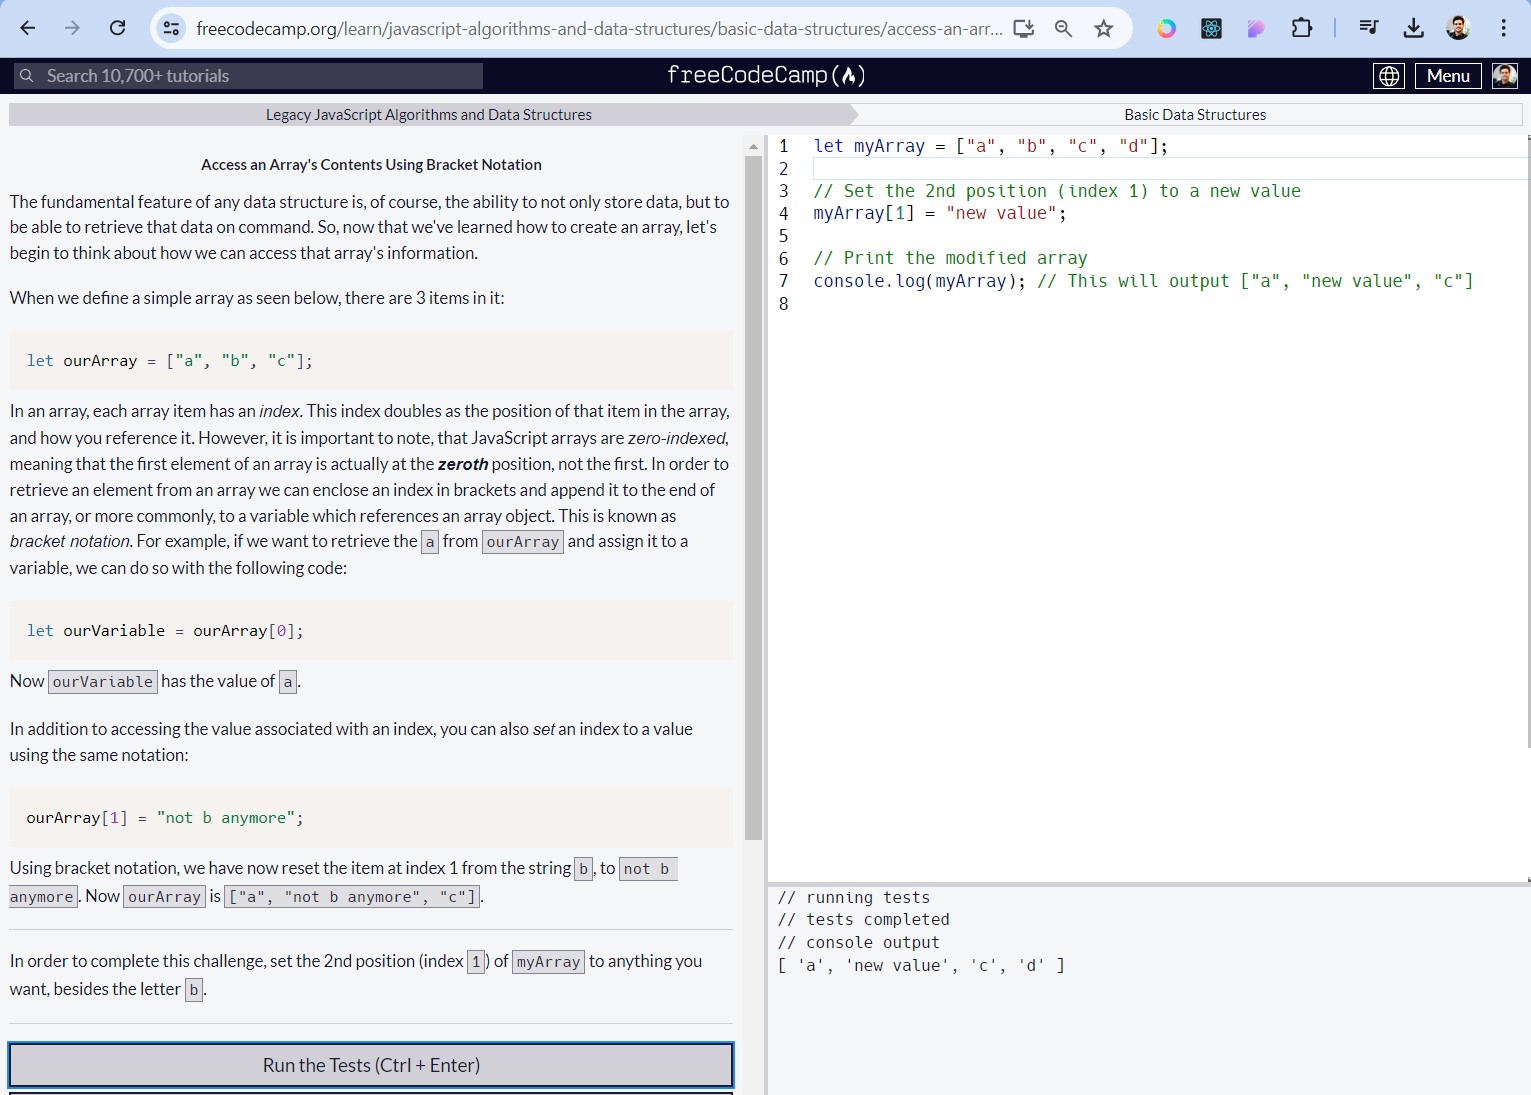 freecodecamp.org/learn/javascript-algorithms-and-data-structures/basic-data-structures/access-an-arr...
Search 10,700+ tutorials
freeCodeCamp
Menu
Legacy JavaScript Algorithms and Data Structures
Basic Data Structures
Access an Array's Contents Using Bracket Notation
The fundamental feature of any data structure is, of course, the ability to not only store data, but to
be able to retrieve that data on command. So, now that we've learned how to create an array, let's
begin to think about how we can access that array's information.
When we define a simple array as seen below, there are 3 items in it:
let ourArray = ["a", "b", "c"];
In an array, each array item has an index. This index doubles as the position of that item in the array,
and how you reference it. However, it is important to note, that JavaScript arrays are zero-indexed,
meaning that the first element of an array is actually at the zeroth position, not the first. In order to
retrieve an element from an array we can enclose an index in brackets and append it to the end of
an array, or more commonly, to a variable which references an array object. This is known as
bracket notation. For example, if we want to retrieve the a from ourArray and assign it to a
variable, we can do so with the following code:
let ourVariable = ourArray[0];
Now ourVariable has the value of a.
In addition to accessing the value associated with an index, you can also set an index to a value
using the same notation:
ourArray[1] = "not b anymore";
Using bracket notation, we have now reset the item at index 1 from the string b, to not b
anymore. Now ourArray is ["a", "not b anymore", "c"].
In order to complete this challenge, set the 2nd position (index 1) of myArray to anything you
want, besides the letter b.
Run the Tests (Ctrl + Enter)
1 let myArray = ["a", "b", "c", "d"];
2
3 // Set the 2nd position (index 1) to a new value
4 myArray[1] = "new value";
5
6 // Print the modified array
7 console.log(myArray); // This will output ["a", "new value", "c"]
8
// running tests
// tests completed
// console output
[ 'a', 'new value', 'c', 'd' ]